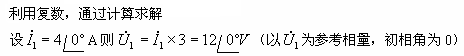 利用复数，通过计算求解
设 İ₁ = 4∠0° A 则 U̇₁ = İ₁ × 3 = 12∠0°V （以 U̇₁ 为参考相量，初相角为 0）